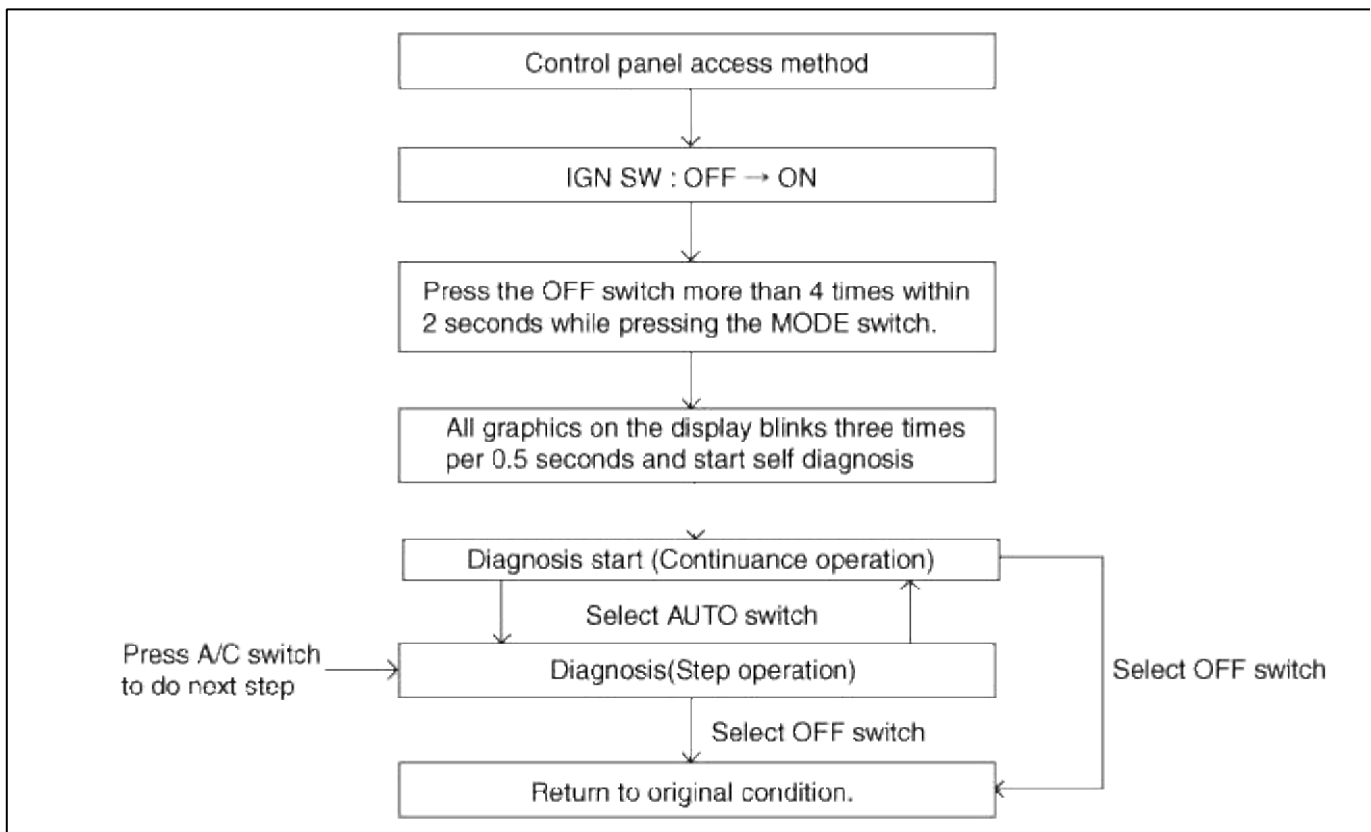 Control panel access method
IGN SW : OFF → ON
Press the OFF switch more than 4 times within
2 seconds while pressing the MODE switch.
All graphics on the display blinks three times
per 0.5 seconds and start self diagnosis
Diagnosis start (Continuance operation)
Select AUTO switch
Press A/C switch
to do next step
Diagnosis(Step operation)
Select OFF switch
Select OFF switch
Return to original condition.